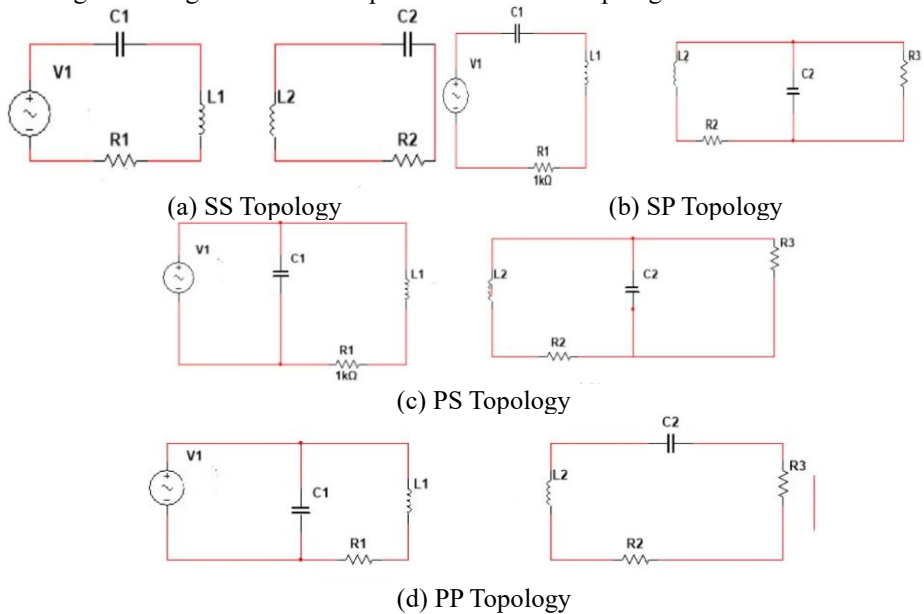 C1
C2
V1
L1
L2
R1
R2
C1
V1
L1
R1
1kΩ
L2
C2
R3
R2
(a) SS Topology
(b) SP Topology
V1
C1
L1
R1
1kΩ
L2
C2
R3
R2
(c) PS Topology
V1
C1
L1
R1
C2
L2
R3
R2
(d) PP Topology